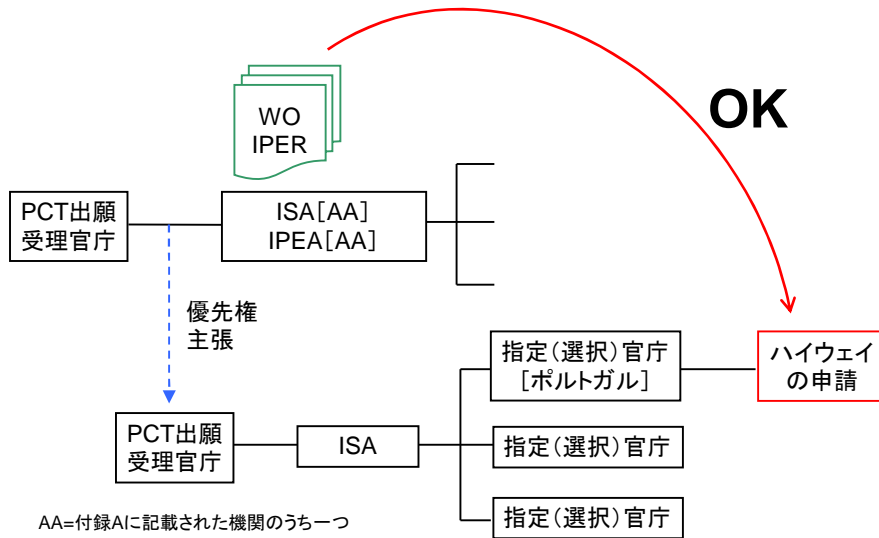 WO
IPER
OK
PCT出願
受理官庁
ISA[AA]
IPEA[AA]
優先権
主張
指定(選択)官庁
[ポルトガル]
ハイウェイ
の申請
PCT出願
受理官庁
ISA
指定(選択)官庁
指定(選択)官庁
AA=付録Aに記載された機関のうち一つ